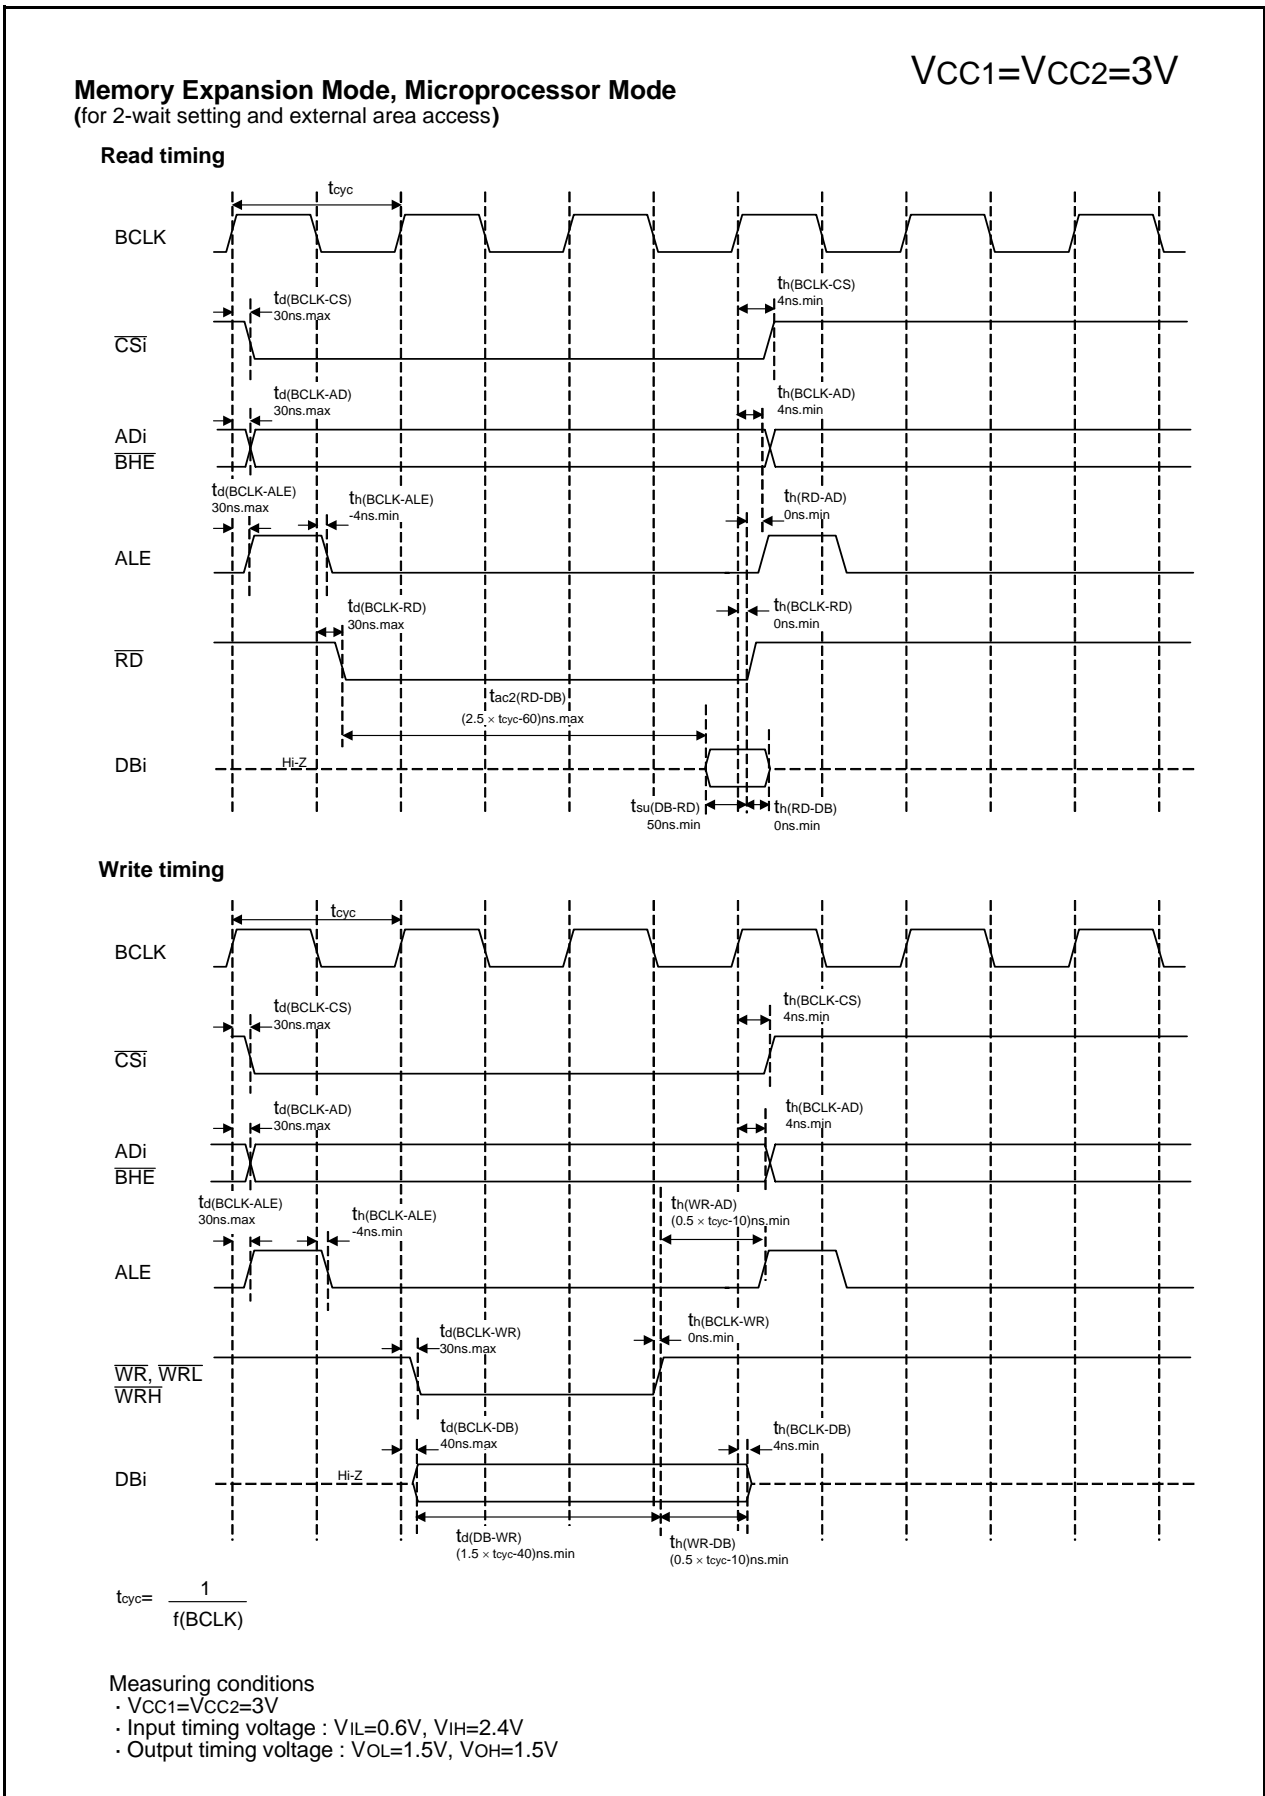 VCC1=VCC2=3V
Memory Expansion Mode, Microprocessor Mode
(for 2-wait setting and external area access)
Read timing
tcyc
BCLK
td(BCLK-CS)
30ns.max
th(BCLK-CS)
4ns.min
CSi
td(BCLK-AD)
30ns.max
th(BCLK-AD)
4ns.min
ADi
BHE
td(BCLK-ALE)
30ns.max
th(BCLK-ALE)
-4ns.min
th(RD-AD)
0ns.min
ALE
td(BCLK-RD)
30ns.max
th(BCLK-RD)
0ns.min
RD
tac2(RD-DB)
(2.5 × tcyc-60)ns.max
DBi
Hi-Z
tsu(DB-RD)
50ns.min
th(RD-DB)
0ns.min
Write timing
tcyc
BCLK
td(BCLK-CS)
30ns.max
th(BCLK-CS)
4ns.min
CSi
td(BCLK-AD)
30ns.max
th(BCLK-AD)
4ns.min
ADi
BHE
td(BCLK-ALE)
30ns.max
th(BCLK-ALE)
-4ns.min
th(WR-AD)
(0.5 × tcyc-10)ns.min
ALE
td(BCLK-WR)
30ns.max
th(BCLK-WR)
0ns.min
WR, WRL
WRH
td(BCLK-DB)
40ns.max
th(BCLK-DB)
4ns.min
DBi
Hi-Z
td(DB-WR)
(1.5 × tcyc-40)ns.min
th(WR-DB)
(0.5 × tcyc-10)ns.min
tcyc= 1
f(BCLK)
Measuring conditions
· VCC1=VCC2=3V
· Input timing voltage : VIL=0.6V, VIH=2.4V
· Output timing voltage : VOL=1.5V, VOH=1.5V